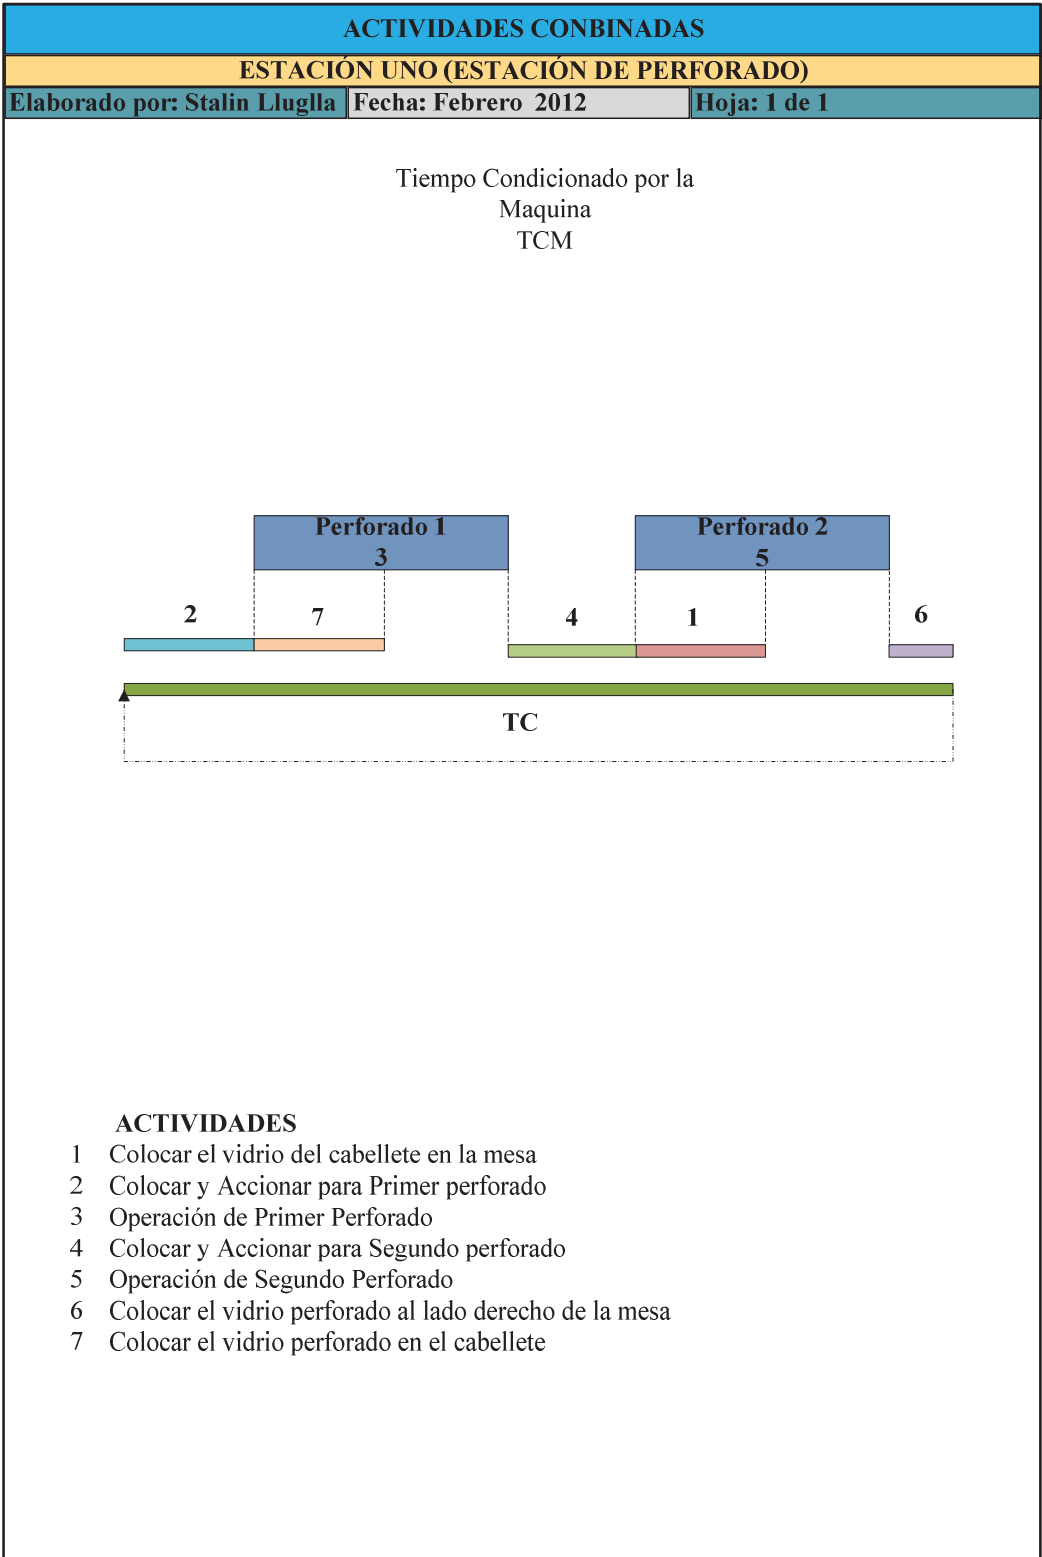 ACTIVIDADES CONBINADAS
ESTACIÓN UNO (ESTACIÓN DE PERFORADO)
Elaborado por: Stalin Lluglla Fecha: Febrero 2012 Hoja: 1 de 1
Tiempo Condicionado por la
Maquina
TCM
Perforado 1
3
Perforado 2
5
2 7 4 1 6
TC
ACTIVIDADES
1 Colocar el vidrio del cabellete en la mesa
2 Colocar y Accionar para Primer perforado
3 Operación de Primer Perforado
4 Colocar y Accionar para Segundo perforado
5 Operación de Segundo Perforado
6 Colocar el vidrio perforado al lado derecho de la mesa
7 Colocar el vidrio perforado en el cabellete